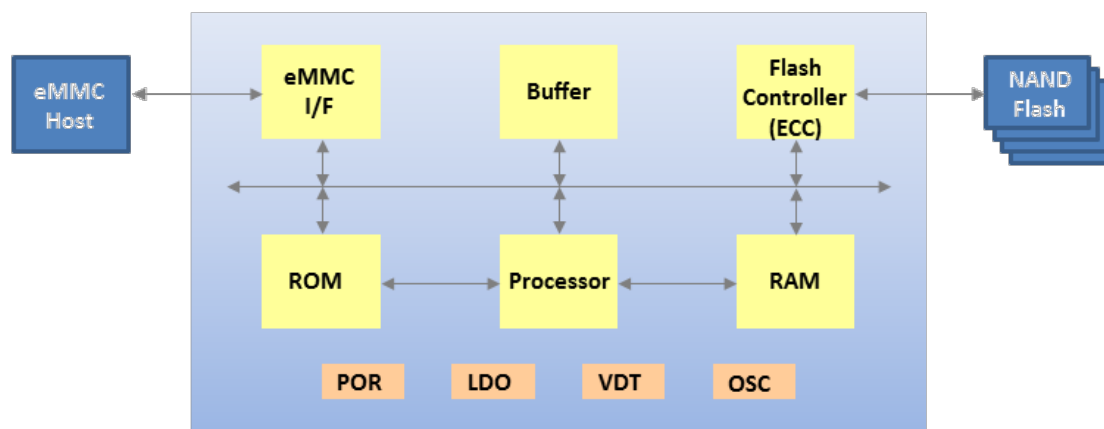 eMMC
Host
eMMC
I/F
Buffer
Flash
Controller
(ECC)
NAND
Flash
ROM
Processor
RAM
POR
LDO
VDT
OSC